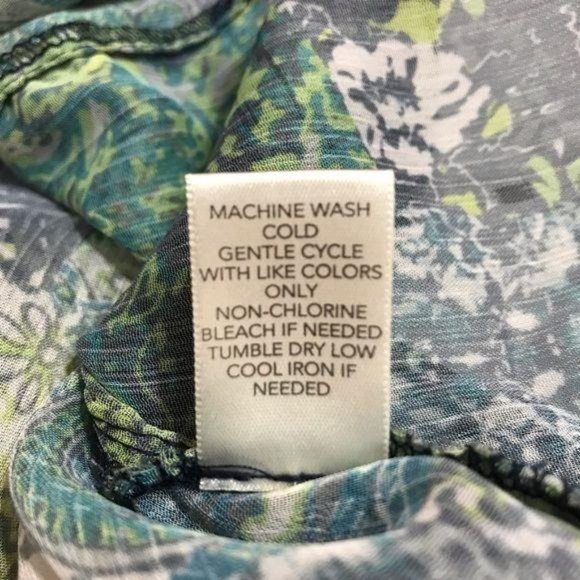 MACHINE WASH
COLD
GENTLE CYCLE
WITH LIKE COLORS
ONLY
NON-CHLORINE
BLEACH IF NEEDED
TUMBLE DRY LOW
COOL IRON IF
NEEDED